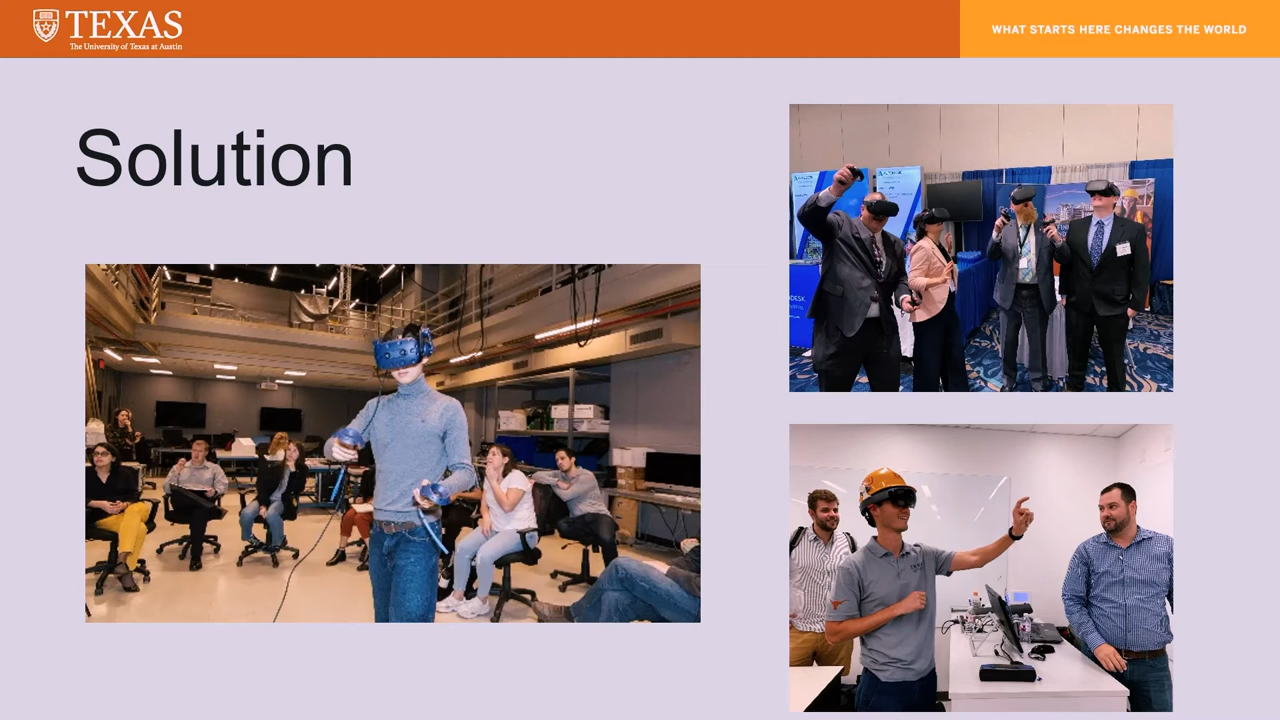 TEXAS
The University of Texas at Austin
WHAT STARTS HERE CHANGES THE WORLD
Solution